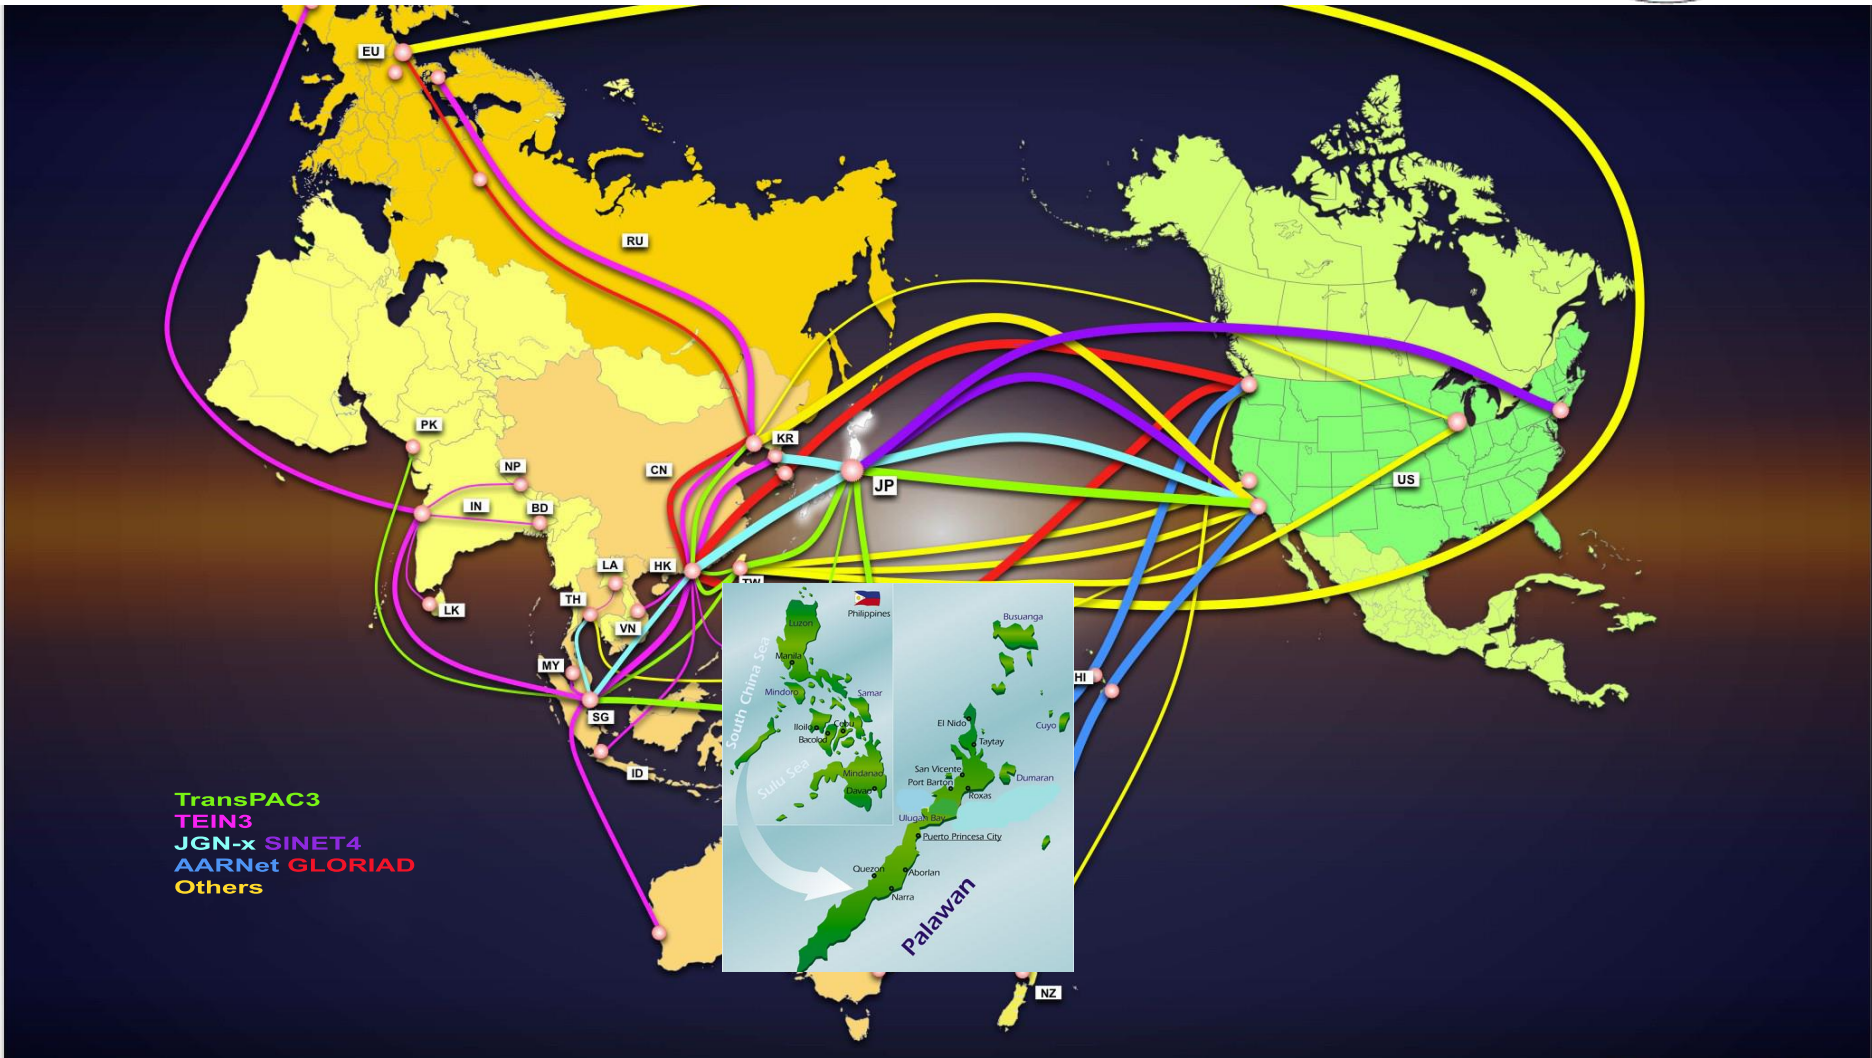 EU
RU
PK
KR
NP
CN
JP
US
IN
BD
LA
HK
TW
TH
LK
VN
MY
HI
SG
ID
NZ
Philippines
Luzon
Manila
South China Sea
Mindoro
Samar
Iloilo
Cebu
Bacolod
Sulu Sea
Mindanao
Davao
Busuanga
El Nido
Cuyo
Taytay
San Vicente
Dumaran
Port Barton
Roxas
Ulugan Bay
Puerto Princesa City
Quezon
Aborlan
Narra
Palawan
TransPAC3
TEIN3
JGN-x SINET4
AARNet GLORIAD
Others